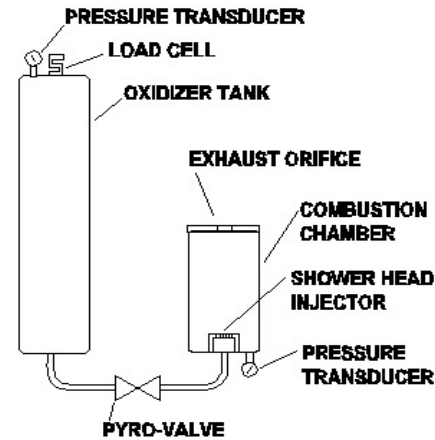 PRESSURE TRANSDUCER
LOAD CELL
OXIDIZER TANK
EXHAUST ORIFICE
COMBUSTION
CHAMBER
SHOWER HEAD
INJECTOR
PRESSURE
TRANSDUCER
PYRO-VALVE